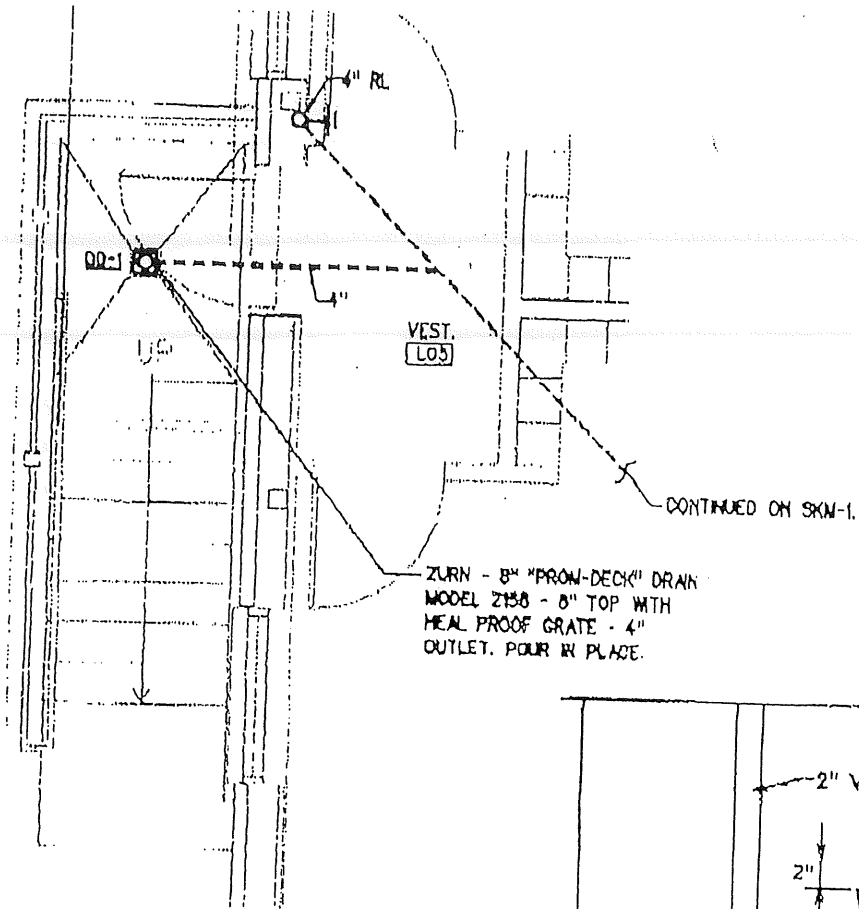 4" RL
DD-1
4"
VEST.
L03
UP
CONTINUED ON SKM-1.
ZURN - 8" "PROM-DECK" DRAIN
MODEL Z158 - 8" TOP WITH
HEAL PROOF GRATE - 4"
OUTLET. POUR IN PLACE.
2"
2"